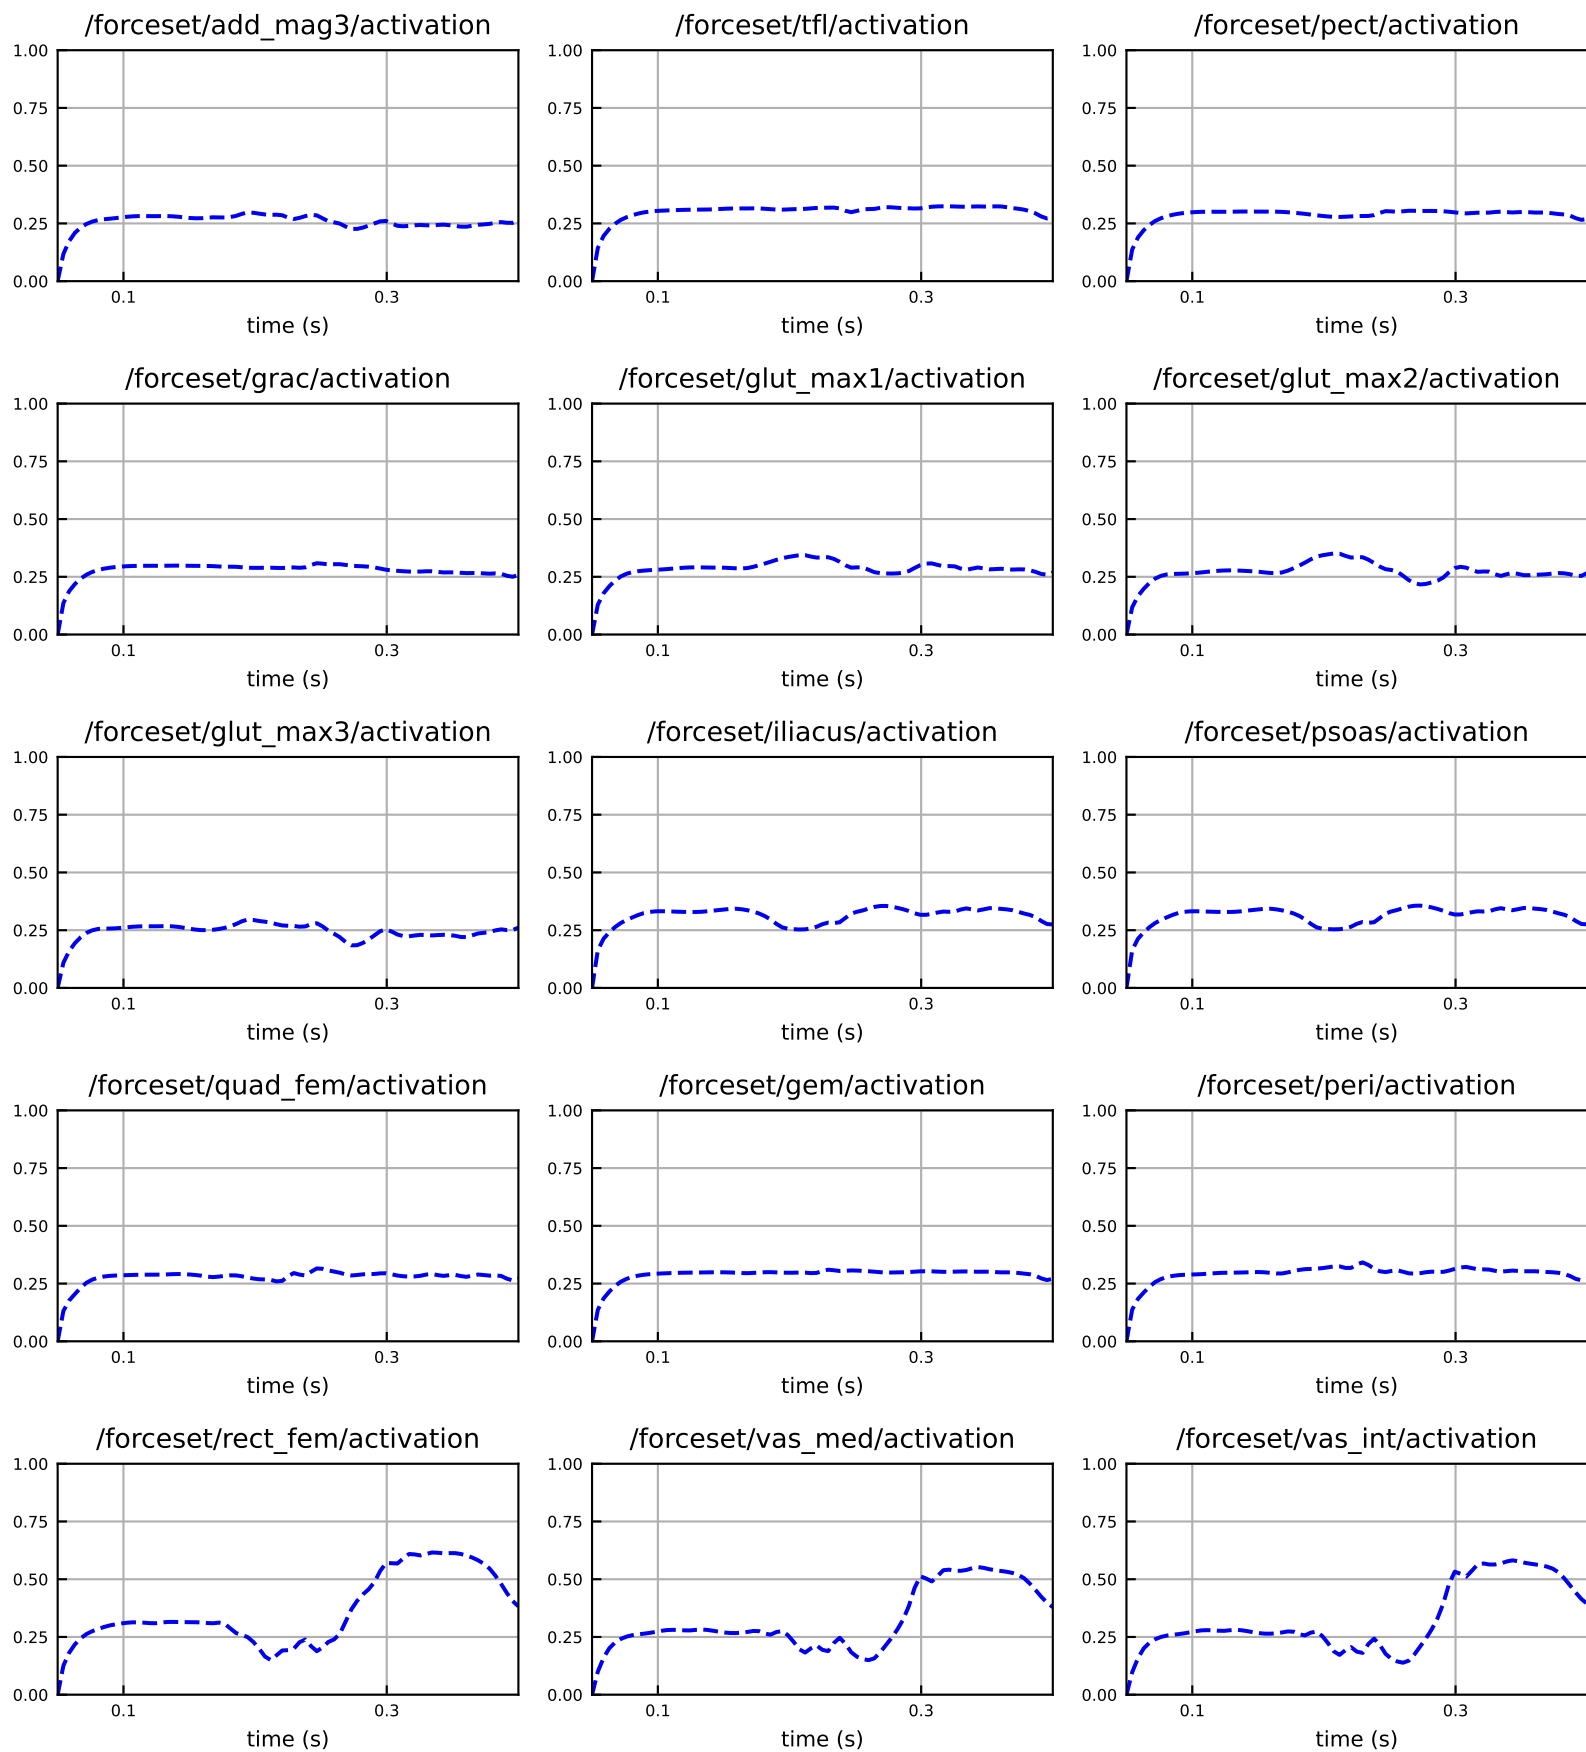 /forceset/add_mag3/activation /forceset/tfl/activation /forceset/pect/activation
1.00 1.00 1.00
0.75 0.75 0.75
0.50 0.50 0.50
0.25 0.25 0.25
0.00 0.00 0.00
0.1 0.3 0.1 0.3 0.1 0.3
time (s) time (s) time (s)
/forceset/grac/activation /forceset/glut_max1/activation /forceset/glut_max2/activation
1.00 1.00 1.00
0.75 0.75 0.75
0.50 0.50 0.50
0.25 0.25 0.25
0.00 0.00 0.00
0.1 0.3 0.1 0.3 0.1 0.3
time (s) time (s) time (s)
/forceset/glut_max3/activation /forceset/iliacus/activation /forceset/psoas/activation
1.00 1.00 1.00
0.75 0.75 0.75
0.50 0.50 0.50
0.25 0.25 0.25
0.00 0.00 0.00
0.1 0.3 0.1 0.3 0.1 0.3
time (s) time (s) time (s)
/forceset/quad_fem/activation /forceset/gem/activation /forceset/peri/activation
1.00 1.00 1.00
0.75 0.75 0.75
0.50 0.50 0.50
0.25 0.25 0.25
0.00 0.00 0.00
0.1 0.3 0.1 0.3 0.1 0.3
time (s) time (s) time (s)
/forceset/rect_fem/activation /forceset/vas_med/activation /forceset/vas_int/activation
1.00 1.00 1.00
0.75 0.75 0.75
0.50 0.50 0.50
0.25 0.25 0.25
0.00 0.00 0.00
0.1 0.3 0.1 0.3 0.1 0.3
time (s) time (s) time (s)